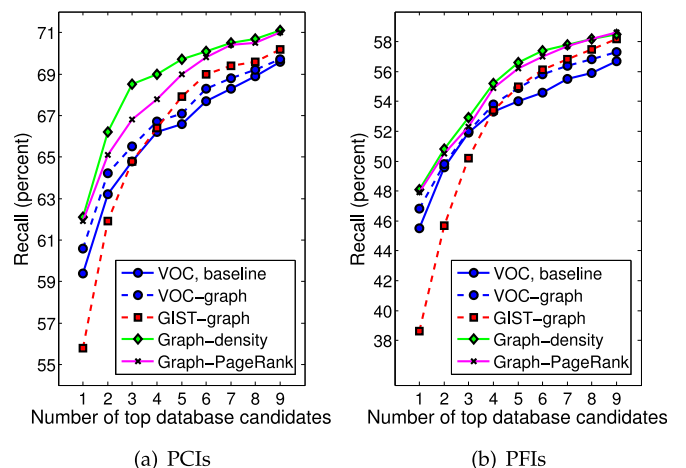 71
69
67
65
63
61
59
56
55
Recall (percent)
VOC, baseline
VOC−graph
GIST−graph
Graph−density
Graph−PageRank
1 2 3 4 5 6 7 8 9
Number of top database candidates
(a) PCIs
58
56
54
52
50
48
46
44
42
40
38
Recall (percent)
VOC, baseline
VOC−graph
GIST−graph
Graph−density
Graph−PageRank
1 2 3 4 5 6 7 8 9
Number of top database candidates
(b) PFIs